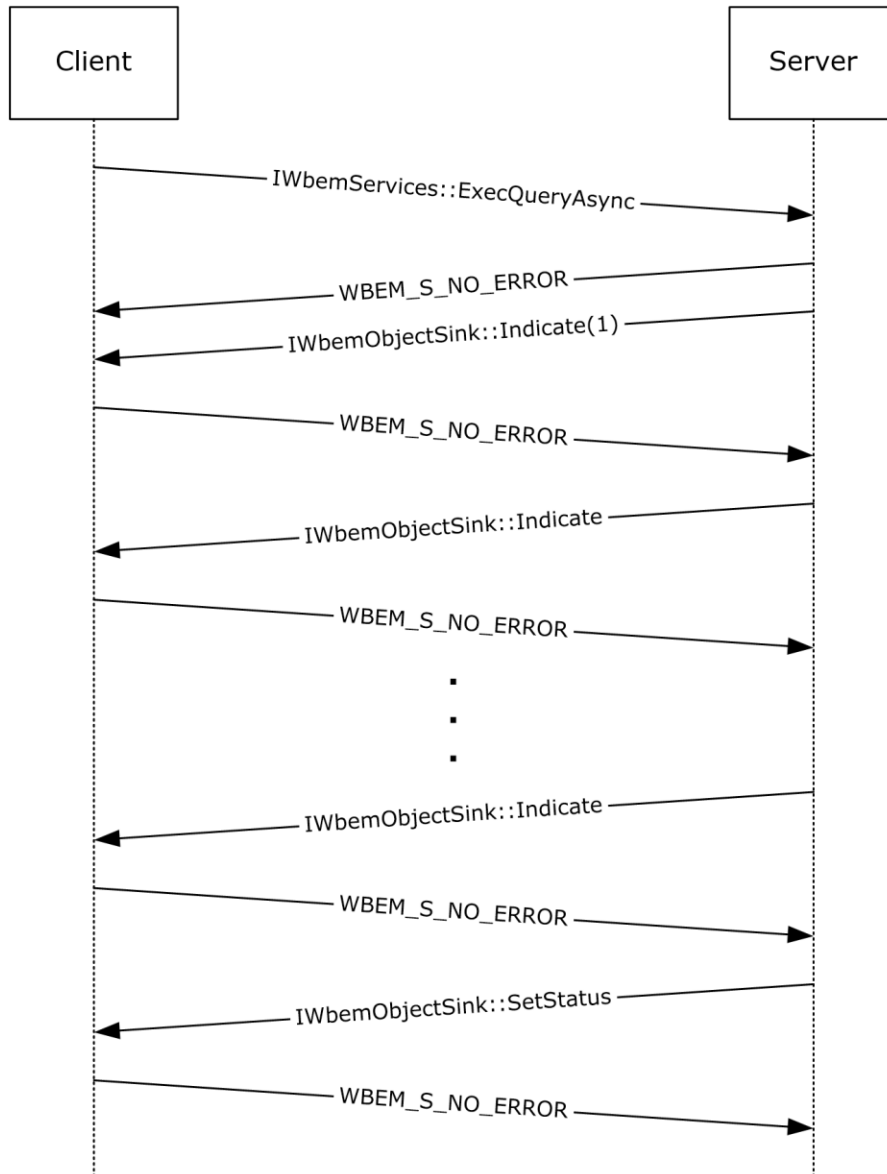 Client
Server
IWbemServices::ExecQueryAsync
WBEM_S_NO_ERROR
IWbemObjectSink::Indicate(1)
WBEM_S_NO_ERROR
IWbemObjectSink::Indicate
WBEM_S_NO_ERROR
.
.
.
IWbemObjectSink::Indicate
WBEM_S_NO_ERROR
IWbemObjectSink::SetStatus
WBEM_S_NO_ERROR